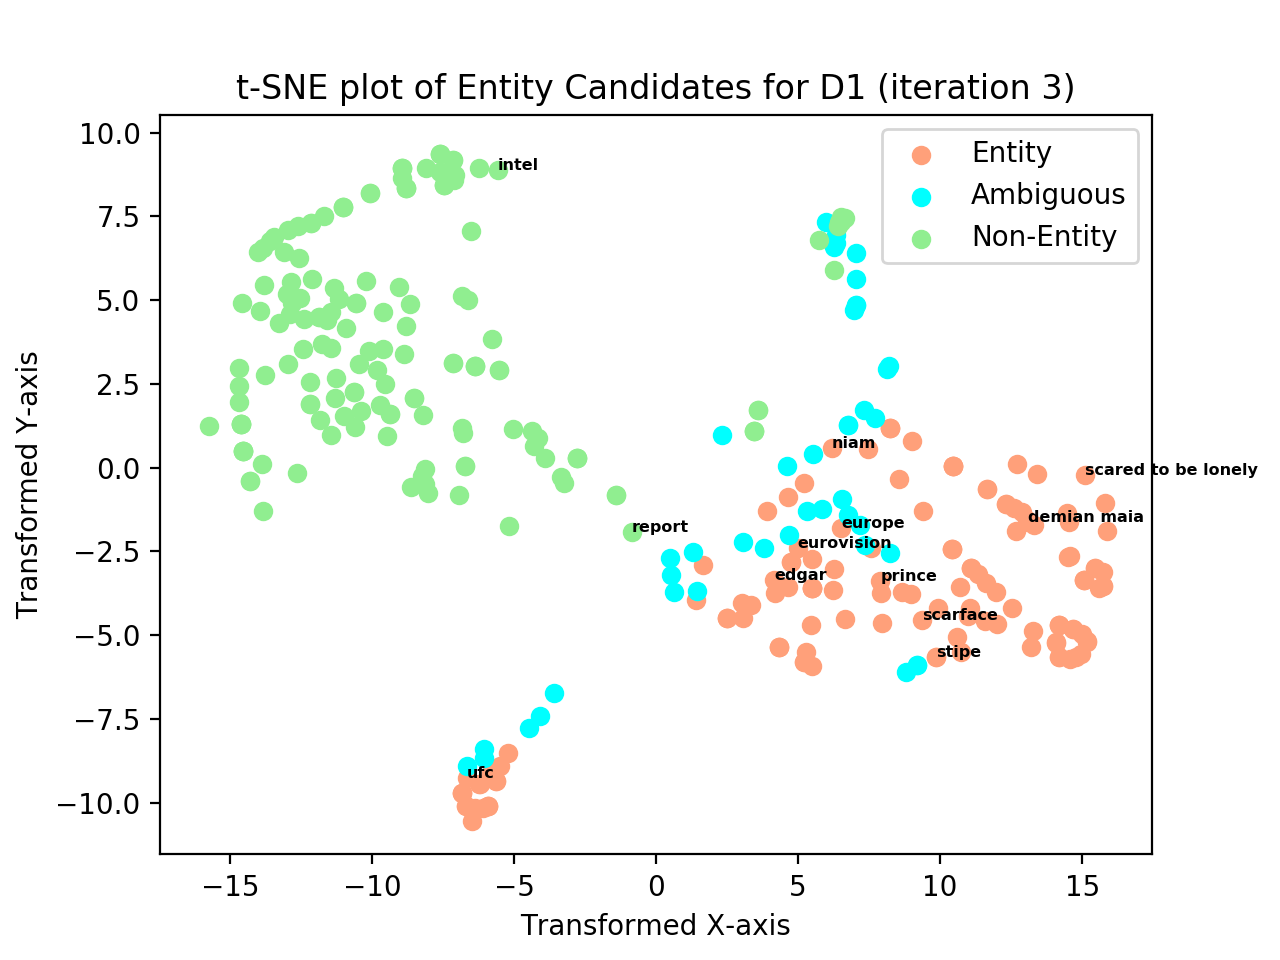 t-SNE plot of Entity Candidates for D1 (iteration 3)
Entity
Ambiguous
Non-Entity
10.0
7.5
5.0
2.5
0.0
−2.5
−5.0
−7.5
−10.0
Transformed Y-axis
intel
niam
scared to be lonely
demian maia
report
europe
eurovision
edgar
prince
scarface
stipe
ufc
−15
−10
−5
0
5
10
15
Transformed X-axis